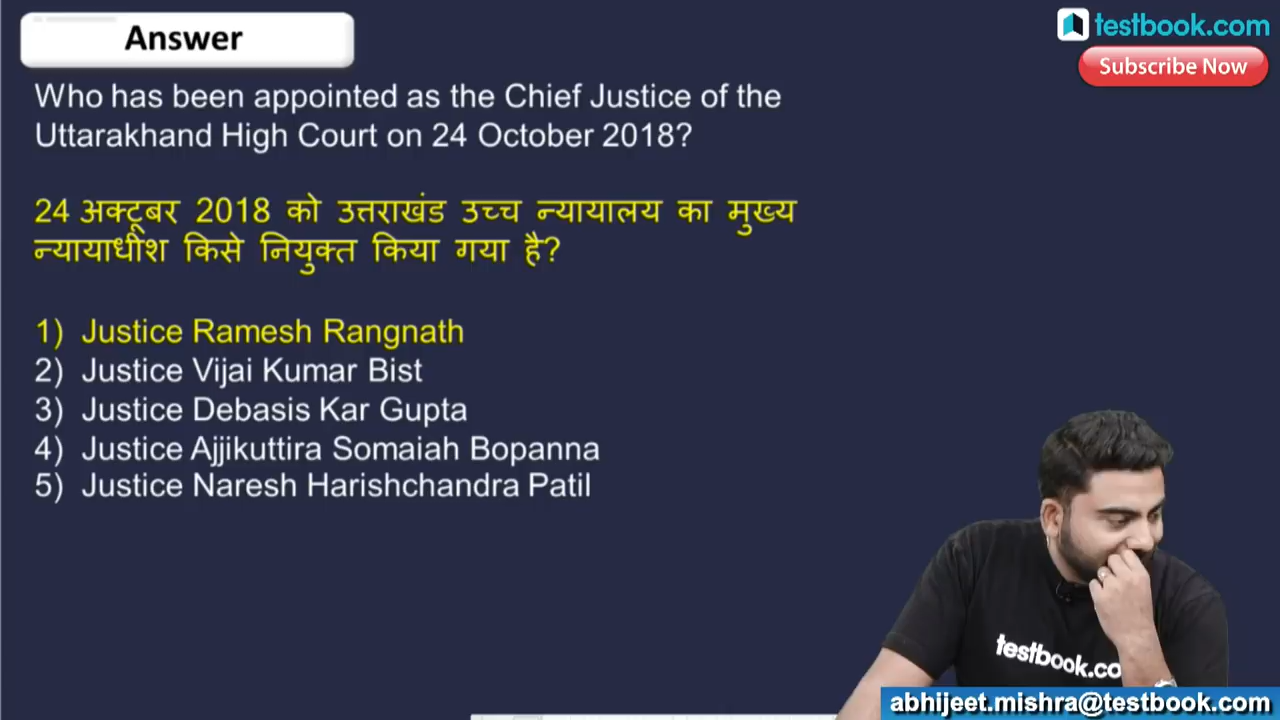 Answer
testbook.com
Subscribe Now
Who has been appointed as the Chief Justice of the
Uttarakhand High Court on 24 October 2018?
24 अक्टूबर 2018 को उत्तराखंड उच्च न्यायालय का मुख्य
न्यायाधीश किसे नियुक्त किया गया है?
1) Justice Ramesh Rangnath
2) Justice Vijai Kumar Bist
3) Justice Debasis Kar Gupta
4) Justice Ajjikuttira Somaiah Bopanna
5) Justice Naresh Harishchandra Patil
testbook.co
abhijeet.mishra@testbook.com